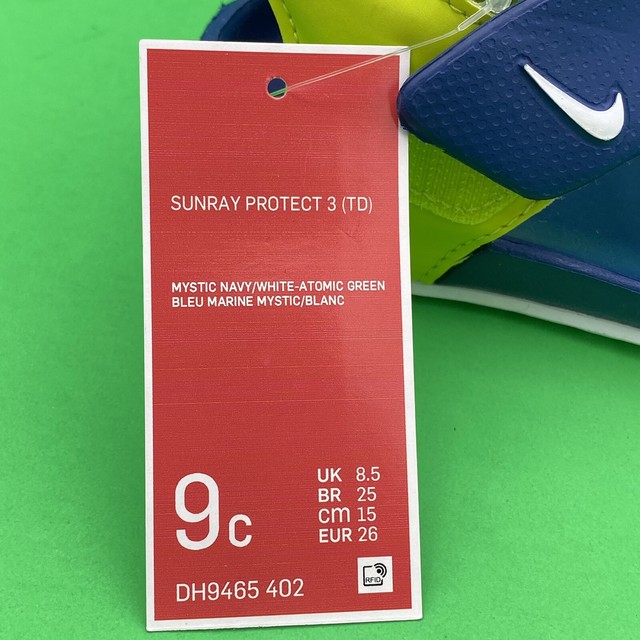 SUNRAY PROTECT 3 (TD)
MYSTIC NAVY/WHITE-ATOMIC GREEN
BLEU MARINE MYSTIC/BLANC
9c
UK 8.5
BR 25
cm 15
EUR 26
RFID
DH9465 402